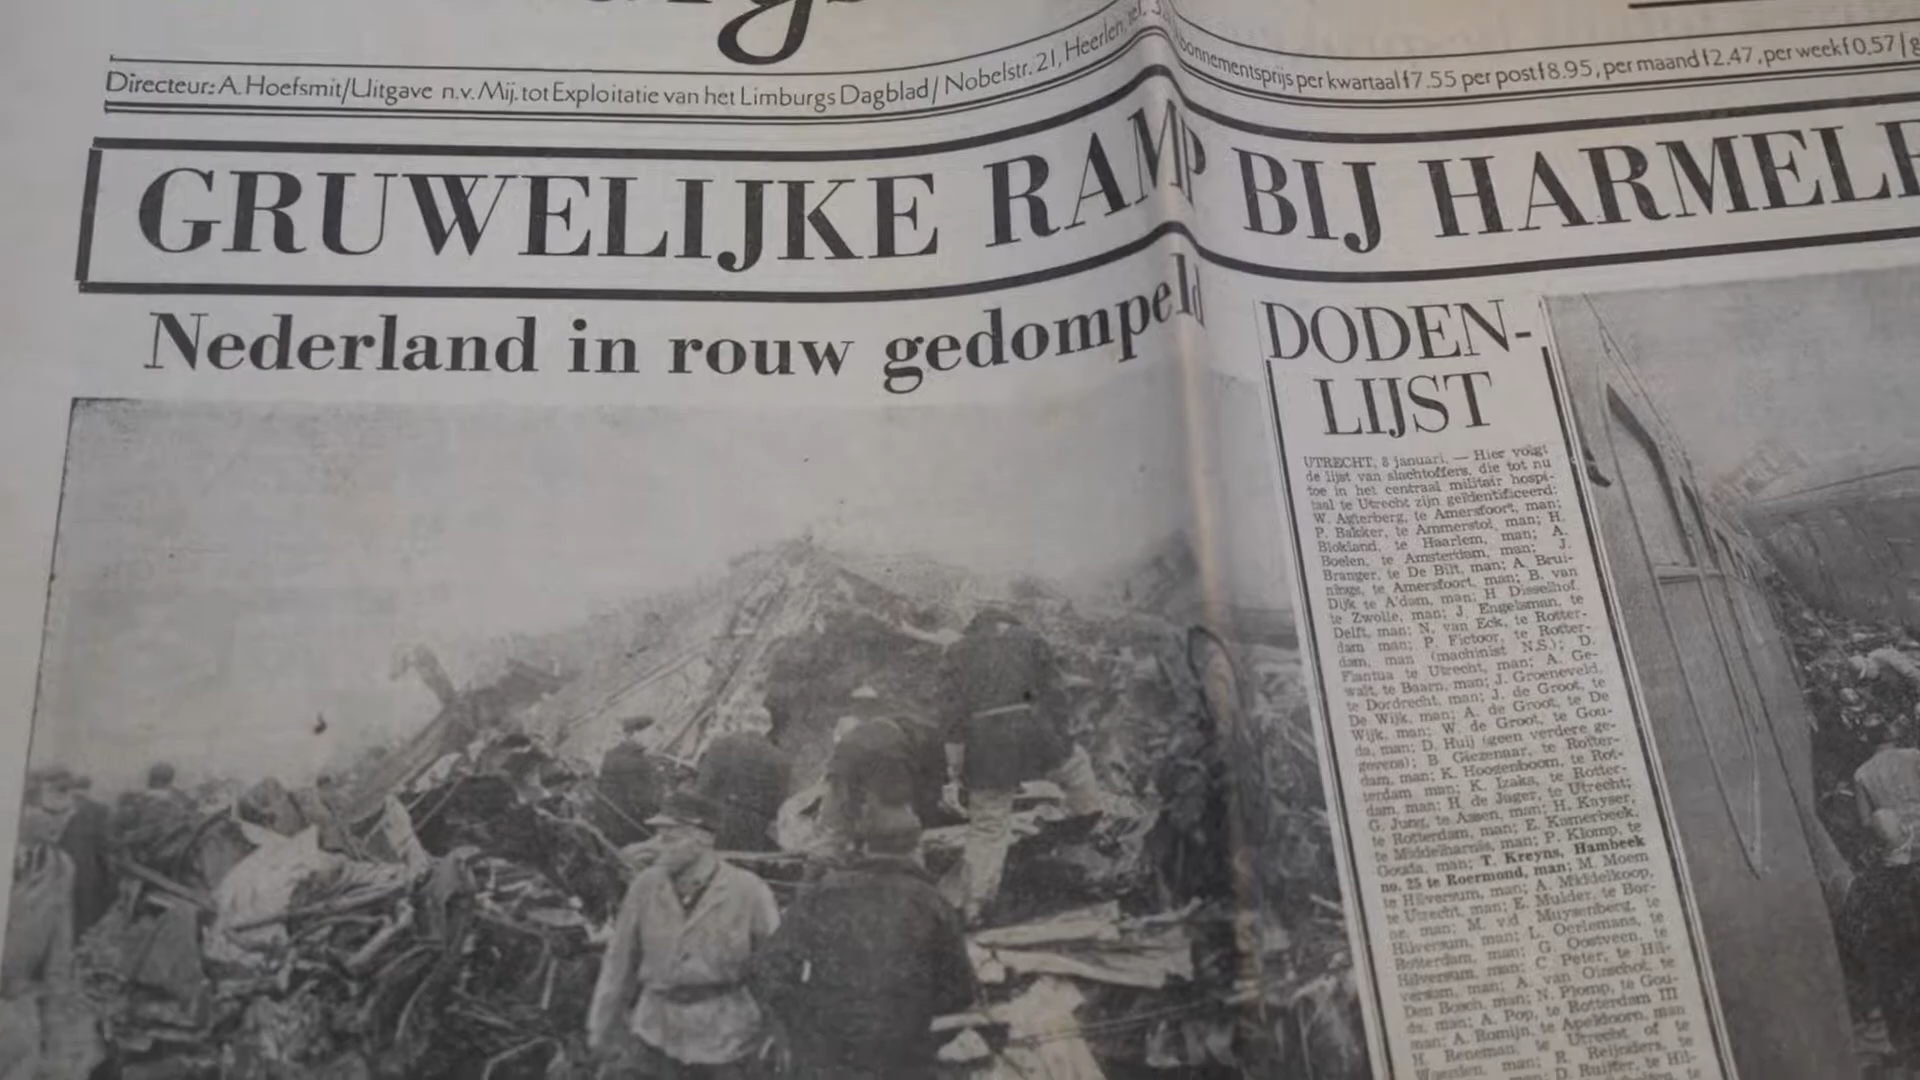 Directeur: A. Hoefsmit/Uitgave n.v. Mij. tot Exploitatie van het Limburgs Dagblad/ Nobelstr. 21, Heerlen, tel.
bonnementsprijs per kwartaal f 7.55 per post f 8.95, per maand f 2.47, per week f 0.57
GRUWELIJKE RAMP BIJ HARMELE
Nederland in rouw gedompeld
DODEN-
LIJST
UTRECHT, 8 januari. — Hier volgt
de lijst van slachtoffers, die tot nu
toe in het centraal militair hospi-
taal te Utrecht zijn geïdentificeerd:
W. Agterberg, te Amersfoort, man;
P. Bakker, te Ammerstol, man; H.
Blokland, te Haarlem, man; A.
Boelen, te Amsterdam, man; J.
Branger, te De Bilt, man; A. Brui-
nings, te Amersfoort, man; B. van
Dijk te A'dam, man; H. Disselhof,
te Zwolle, man; J. Engelsman, te
Delft, man; N. van Eck, te Rotter-
dam man; P. Fictoor, te Rotter-
dam, man (machinist N.S.); D.
Flantua te Utrecht, man; A. Ge-
walt, te Baarn, man; J. Groeneveld,
te Dordrecht, man; J. de Groot, te
De Wijk, man; A. de Groot, te De
Wijk, man; W. de Groot, te Gou-
da, man; D. Huij (geen verdere ge-
gevens); B. Giezenaar, te Rotter-
dam, man; K. Hoogenboom, te Rot-
terdam man; K. Izaks, te Rotter-
dam, man; H. de Jager, te Utrecht;
G. Jung, te Assen, man; H. Kayser,
te Rotterdam, man; E. Kamerbeek,
te Middelharnis, man; P. Klomp, te
Gouda, man; T. Kreyns, Hambeek
no. 25 te Roermond, man; M. Moem
te Hilversum, man; A. Middelkoop,
te Utrecht, man; E. Mulder, te Bor-
ne, man; M. v.d. Muysenberg, te
Hilversum, man; L. Oerlemans, te
Rotterdam, man; G. Oostveen, te
Hilversum, man; C. Peter, te Hil-
versum, man; A. van Oirschot, te
Den Bosch, man; N. Plomp, te Gou-
da, man; A. Pop, te Rotterdam III
man; A. Romijn, te Apeldoorn, man
H. Reneman, te Utrecht of te
Woerden, man; R. Reijnders, te
man; D. Ruijter, te Hil-